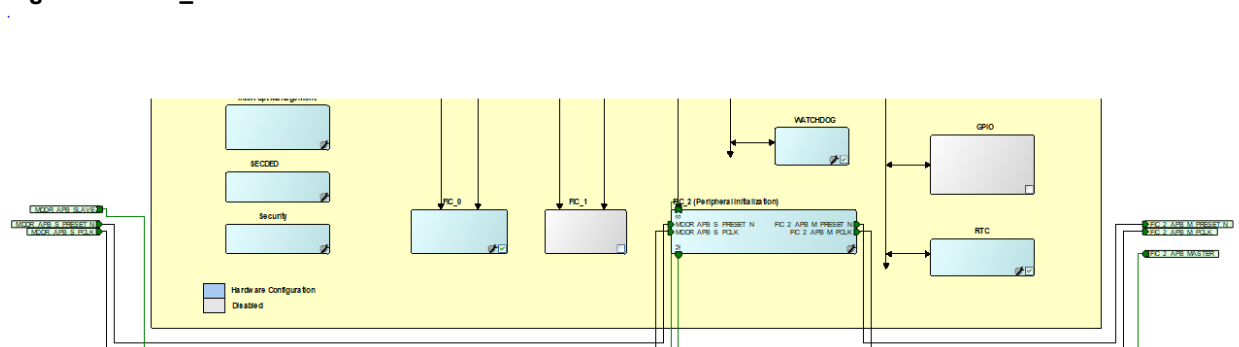 SECDED
Security
Hardware Configuration
Disabled
FIC_0
FIC_1
FIC_2 (Peripheral Initialization)
S
MDDR_APB_S_PRESET_N
MDDR_APB_S_PCLK
FIC_2_APB_M_PRESET_N
FIC_2_APB_M_PCLK
M
WATCHDOG
GPIO
RTC
MDDR_APB_SLAVE
MDDR_APB_S_PRESET_N
MDDR_APB_S_PCLK
FIC_2_APB_M_PRESET_N
FIC_2_APB_M_PCLK
FIC_2_APB_MASTER